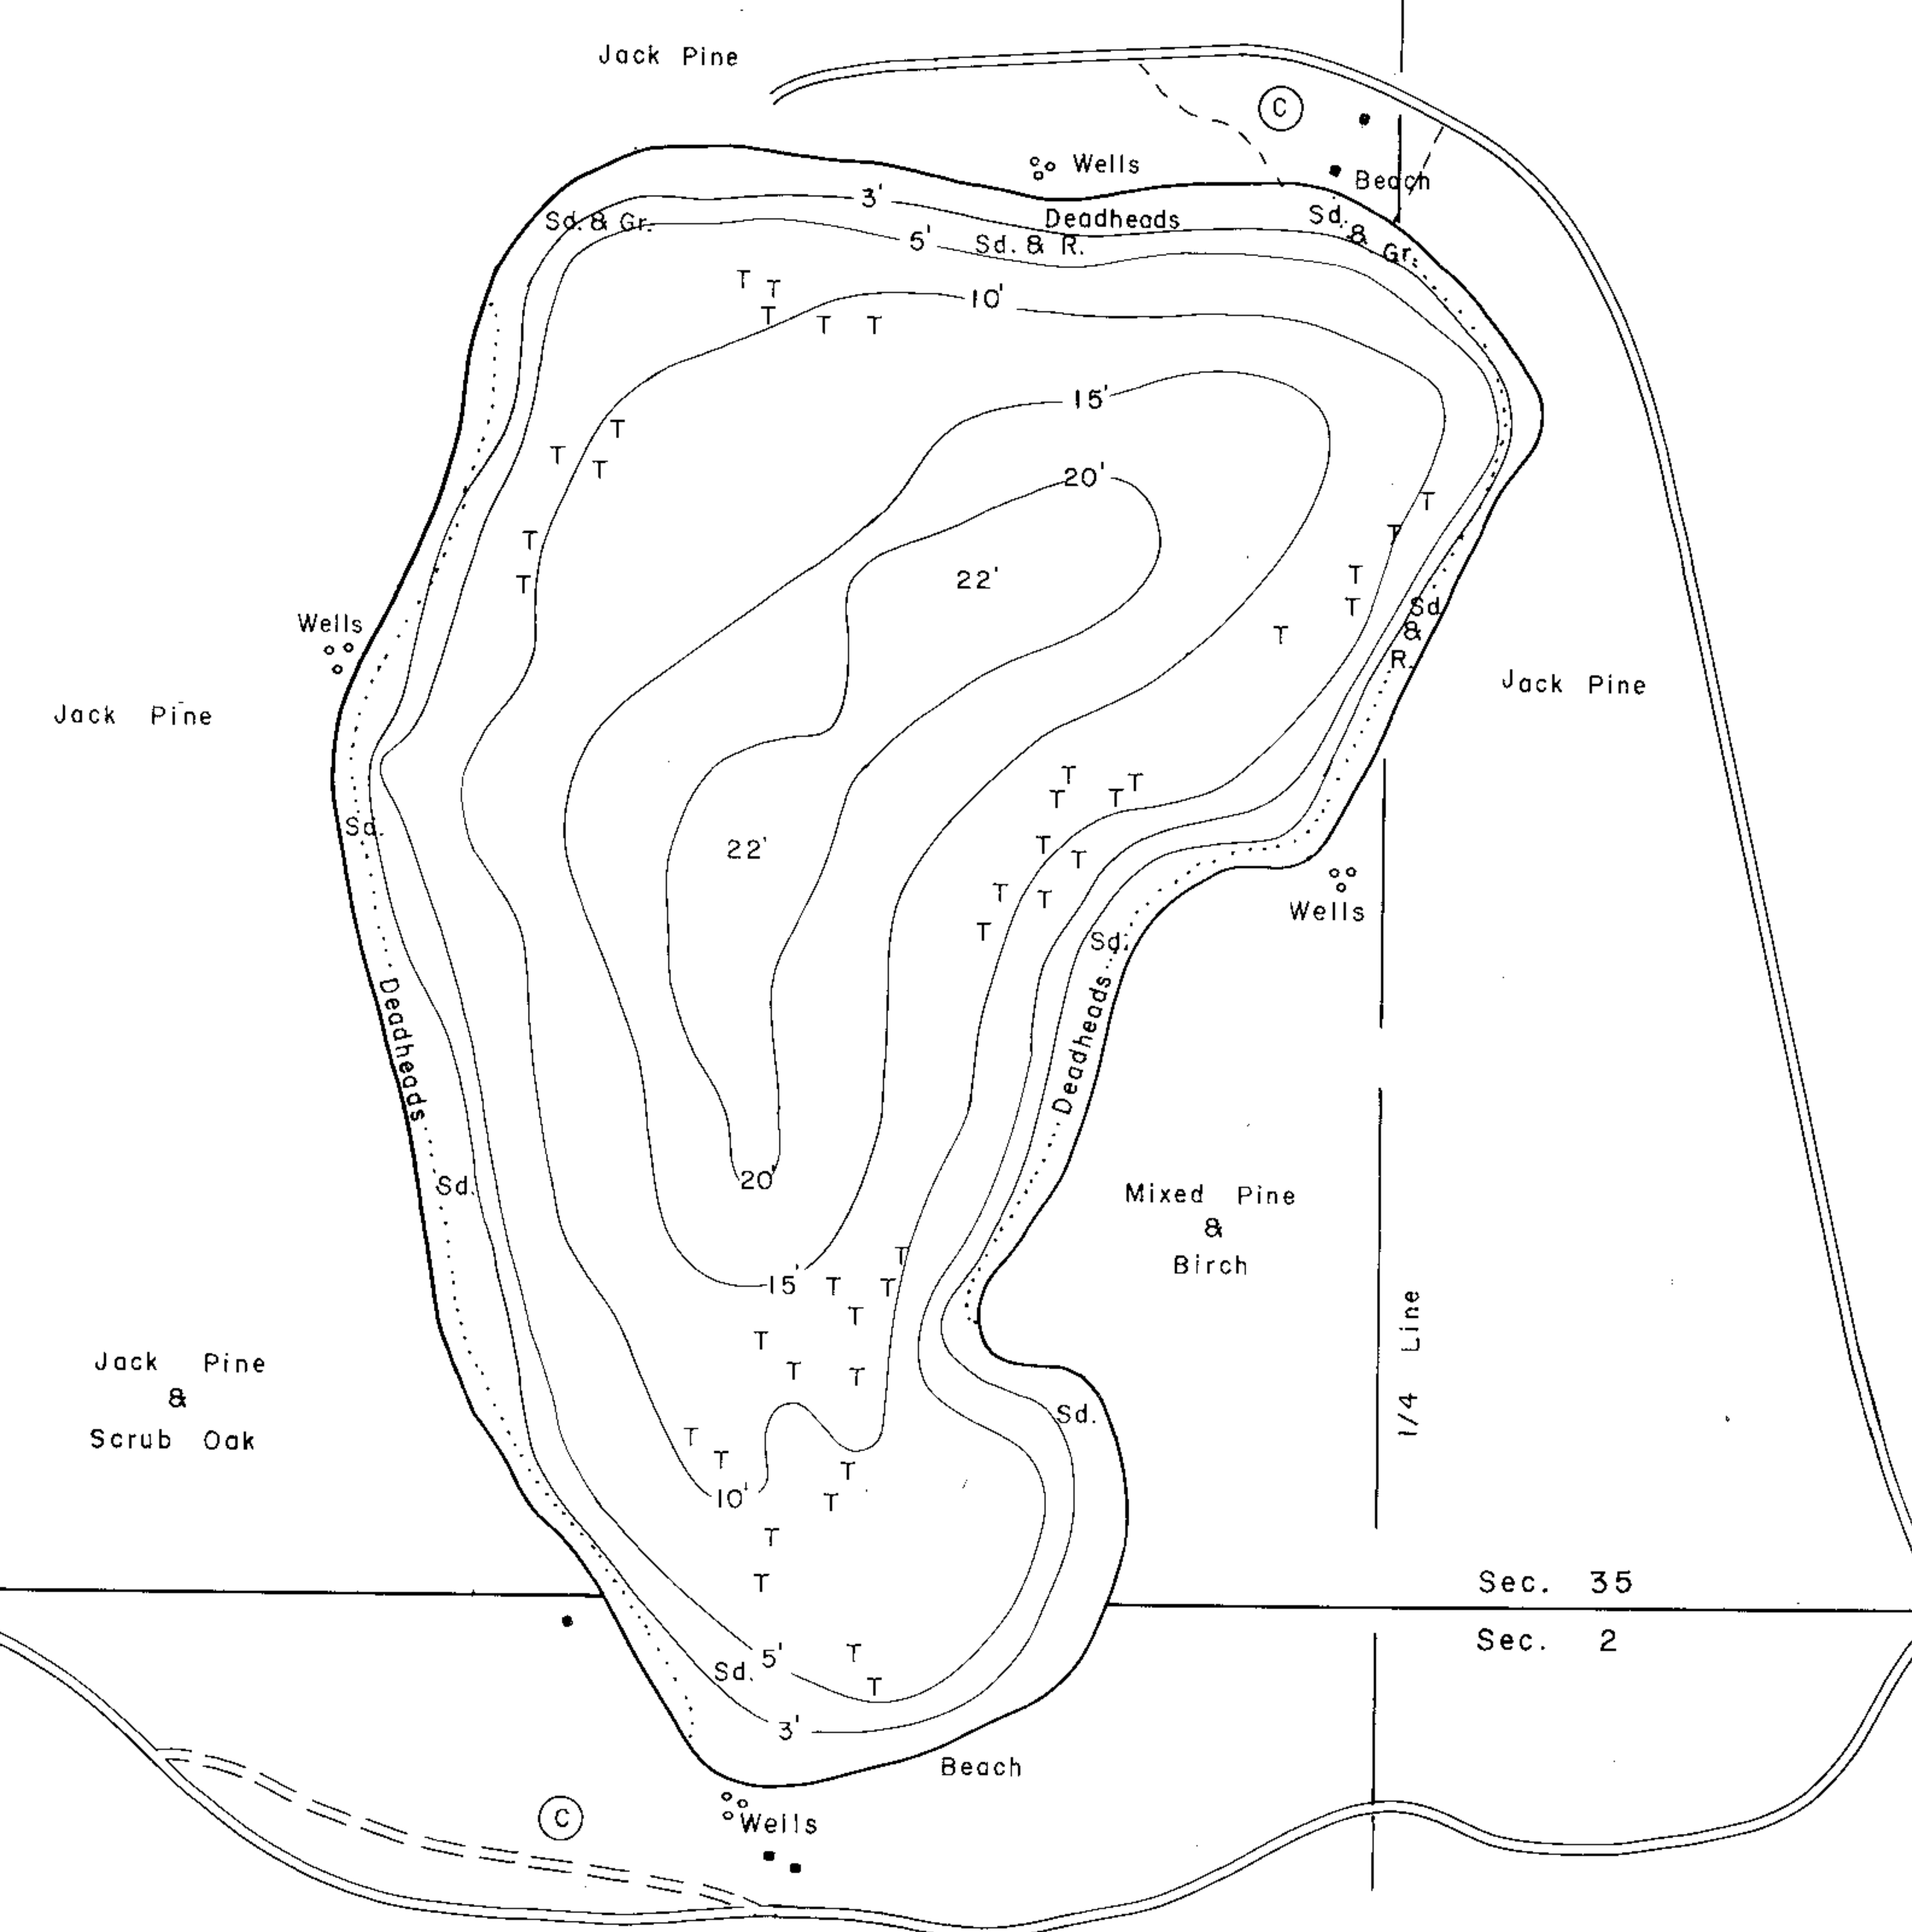 Jack Pine
C
Wells
Beach
3'
Deadheads
Sd.
& Gr.
Sd. & Gr.
5'
Sd. & R.
T T
T T T
10'
15'
T
T T
20'
T
T
T
22'
T
T
T
T
Sd.
&
R.
Wells
T
Jack Pine
Jack Pine
T T
T T
Sd.
22'
T
T
T
T
Wells
T
Sd.
Deadheads
Deadheads
Sd.
20'
Mixed Pine
&
Birch
T
15'
T T
T
T
1/4 Line
Jack Pine
&
Scrub Oak
T T
Sd.
T
T
T
10'
T
T
T
Sec. 35
Sec. 2
5'
T
Sd.
T
3'
Beach
C
Wells